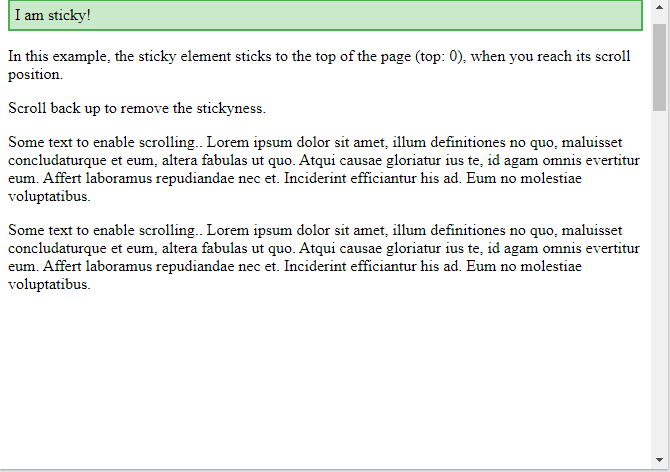 I am sticky!
In this example, the sticky element sticks to the top of the page (top: 0), when you reach its scroll
position.
Scroll back up to remove the stickyness.
Some text to enable scrolling.. Lorem ipsum dolor sit amet, illum definitiones no quo, maluisset
concludaturque et eum, altera fabulas ut quo. Atqui causae gloriatur ius te, id agam omnis evertitur
eum. Affert laboramus repudiandae nec et. Inciderint efficiantur his ad. Eum no molestiae
voluptatibus.
Some text to enable scrolling.. Lorem ipsum dolor sit amet, illum definitiones no quo, maluisset
concludaturque et eum, altera fabulas ut quo. Atqui causae gloriatur ius te, id agam omnis evertitur
eum. Affert laboramus repudiandae nec et. Inciderint efficiantur his ad. Eum no molestiae
voluptatibus.